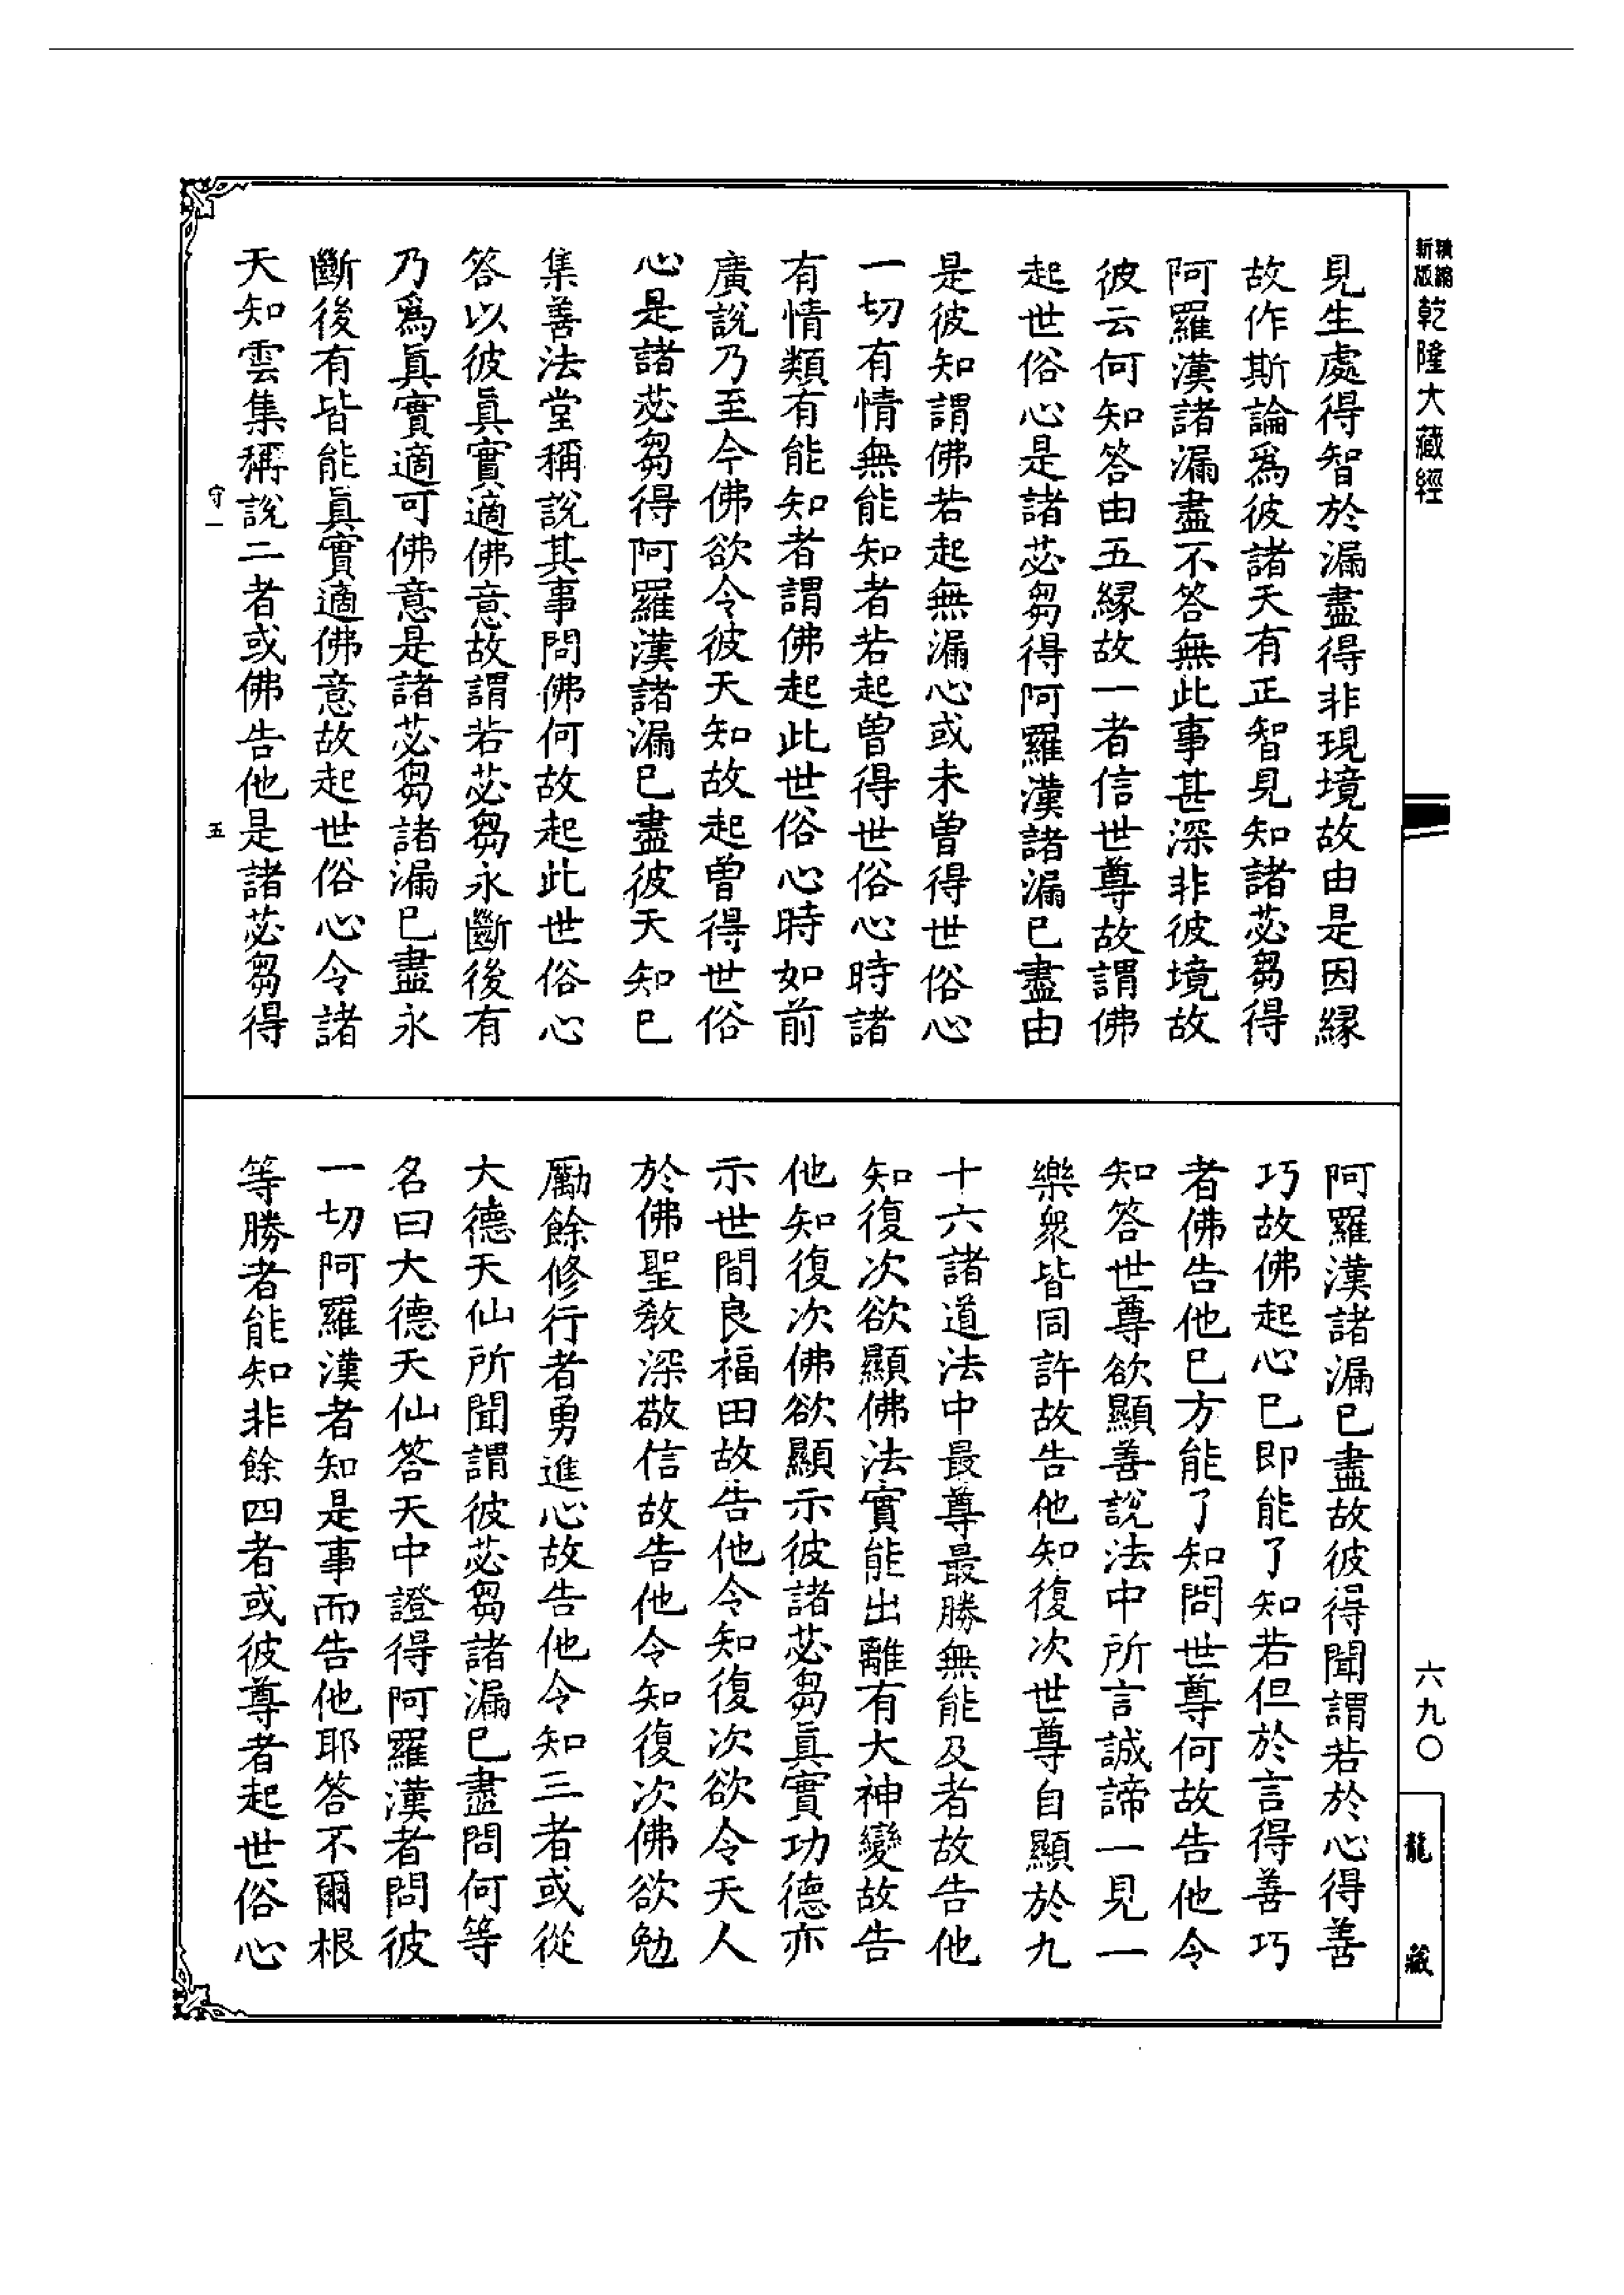 新版
精縮
乾隆大藏經
見生處得智於漏盡得非現境故由是因緣
故作斯論爲彼諸天有正智見知諸苾芻得
阿羅漢諸漏盡不答無此事甚深非彼境故
彼云何知答由五緣故一者信世尊故謂佛
起世俗心是諸苾芻得阿羅漢諸漏已盡由
是彼知謂佛若起無漏心或未曾得世俗心
一切有情無能知者若起曾得世俗心時諸
有情類有能知者謂佛起此世俗心時如前
廣說乃至今佛欲令彼天知故起曾得世俗
心是諸苾芻得阿羅漢諸漏已盡彼天知已
集善法堂稱說其事問佛何故起此世俗心
答以彼眞實適佛意故謂若苾芻永斷後有
乃爲眞實適可佛意是諸苾芻諸漏已盡永
斷後有皆能眞實適佛意故起世俗心令諸
天知雲集稱說二者或佛告他是諸苾芻得
守一
五
阿羅漢諸漏已盡故彼得聞謂若於心得善
巧故佛起心已即能了知若但於言得善巧
者佛告他已方能了知問世尊何故告他令
知答世尊欲顯善說法中所言誠諦一見一
樂衆皆同許故告他知復次世尊自顯於九
十六諸道法中最尊最勝無能及者故告他
知復次欲顯佛法實能出離有大神變故告
他知復次佛欲顯示彼諸苾芻眞實功德亦
示世間良福田故告他令知復次欲令天人
於佛聖敎深敬信故告他令知復次佛欲勉
勵餘修行者勇進心故告他令知三者或從
大德天仙所聞謂彼苾芻諸漏已盡問何等
名曰大德天仙答天中證得阿羅漢者問彼
一切阿羅漢者知是事而告他耶答不爾根
等勝者能知非餘四者或彼尊者起世俗心
六九〇
龍藏